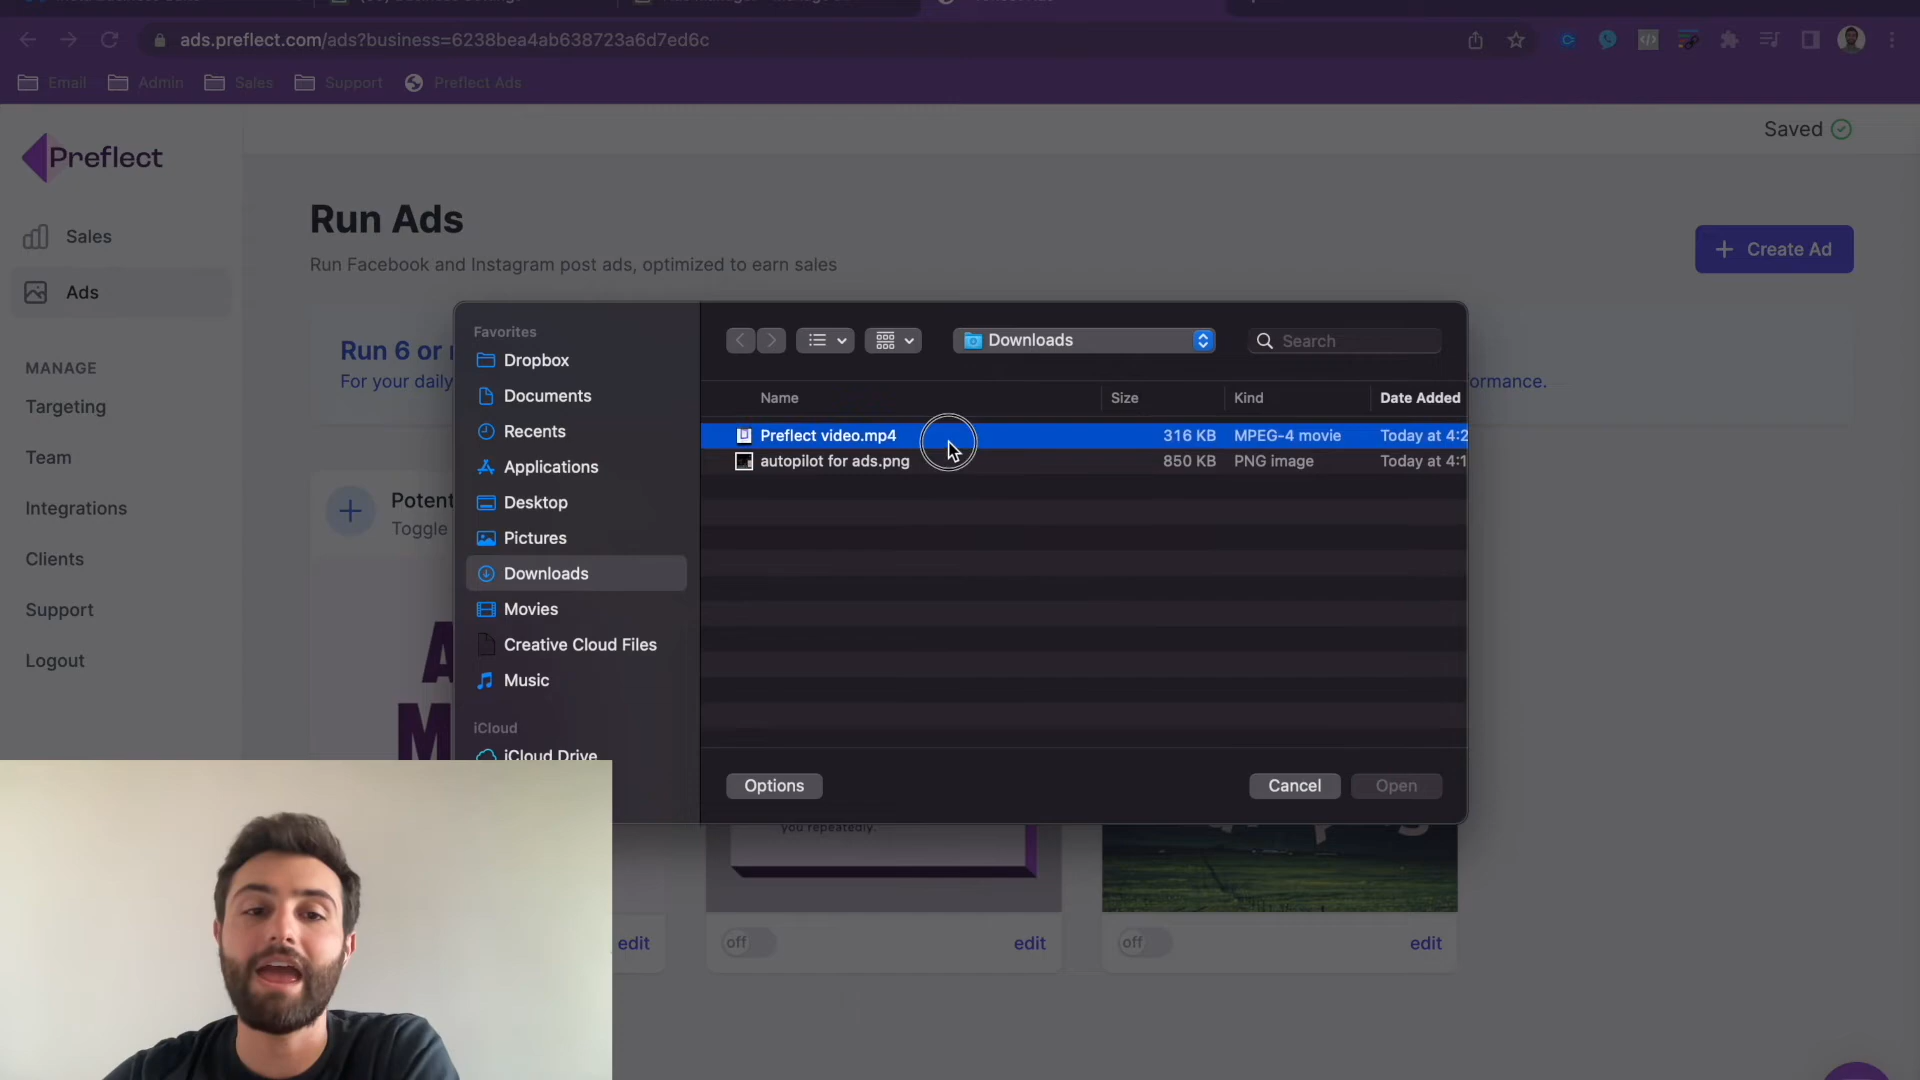 ads.preflect.com/ads?business=6238bea4ab638723a6d7ed6c
Email Admin Sales Support Preflect Ads
Preflect
Saved
Sales
Ads
MANAGE
Targeting
Team
Integrations
Clients
Support
Logout
Run Ads
Run Facebook and Instagram post ads, optimized to earn sales
+ Create Ad
Run 6 or
For your daily
ormance.
Potent
Toggle
A
M
Favorites
Dropbox
Documents
Recents
Applications
Desktop
Pictures
Downloads
Movies
Creative Cloud Files
Music
iCloud
iCloud Drive
Downloads
Search
Name Size Kind Date Added
Preflect video.mp4 316 KB MPEG-4 movie Today at 4:2
autopilot for ads.png 850 KB PNG image Today at 4:1
Options Cancel Open
you repeatedly.
edit
off edit
off edit